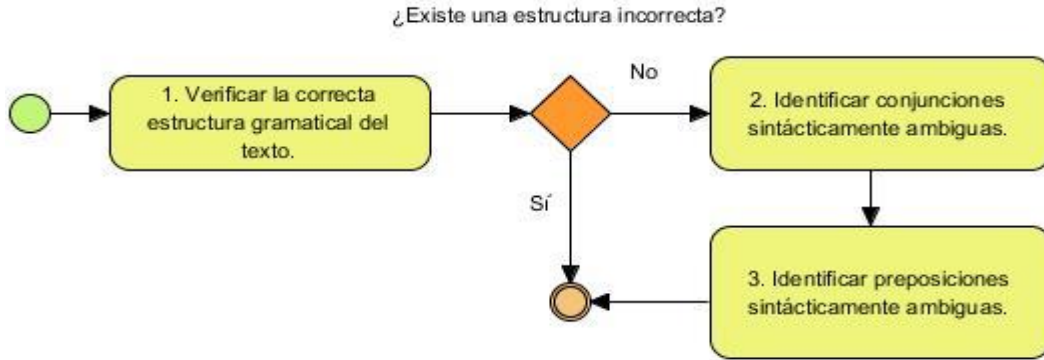 ¿Existe una estructura incorrecta?
1. Verificar la correcta
estructura gramatical del
texto.
No
2. Identificar conjunciones
sintácticamente ambiguas.
Sí
3. Identificar preposiciones
sintácticamente ambiguas.